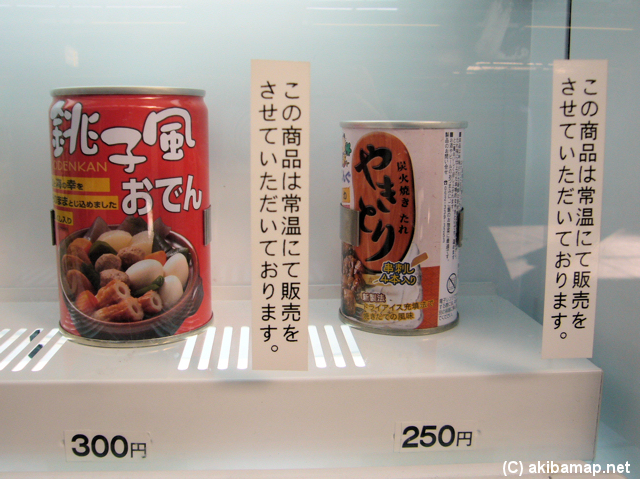 銚子風
ODENKAN
おでん
この商品は常温にて販売を
させていただいております。
炭火焼き たれ
やきとり
串刺し
4本入り
この商品は常温にて販売を
させていただいております。
300円
250円
(C) akibamap.net